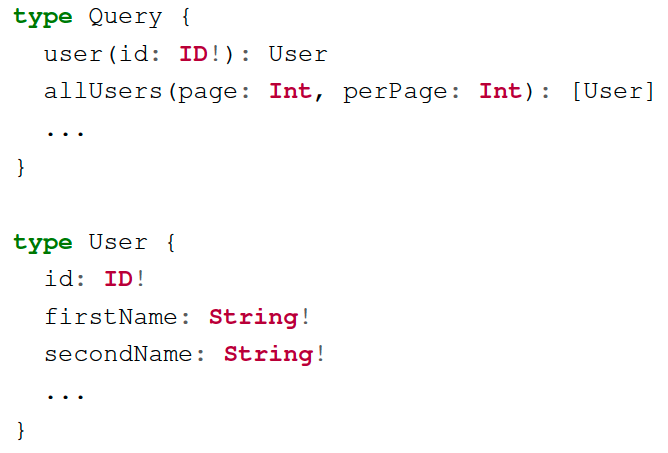 type Query {
  user(id: ID!): User
  allUsers(page: Int, perPage: Int): [User]
  ...
}

type User {
  id: ID!
  firstName: String!
  secondName: String!
  ...
}